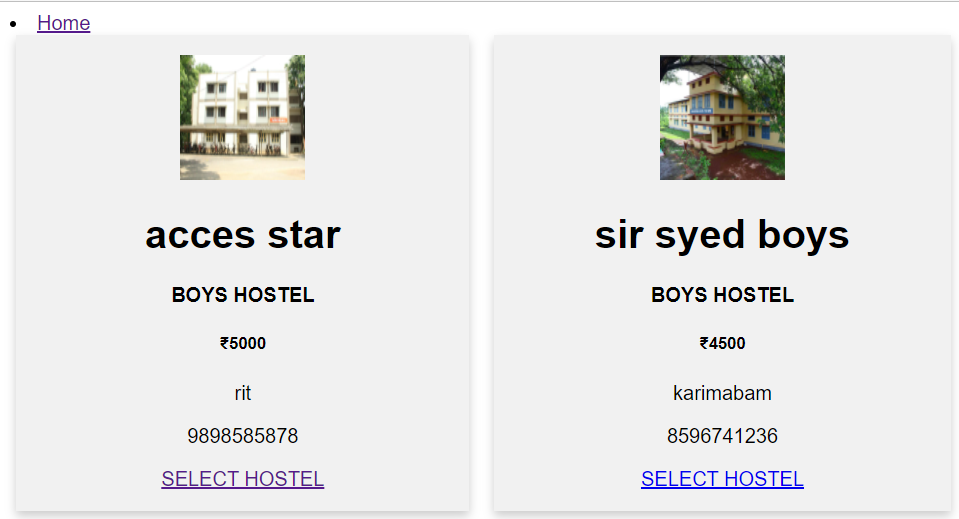 Home
acces star
BOYS HOSTEL
₹5000
rit
9898585878
SELECT HOSTEL
sir syed boys
BOYS HOSTEL
₹4500
karimabam
8596741236
SELECT HOSTEL